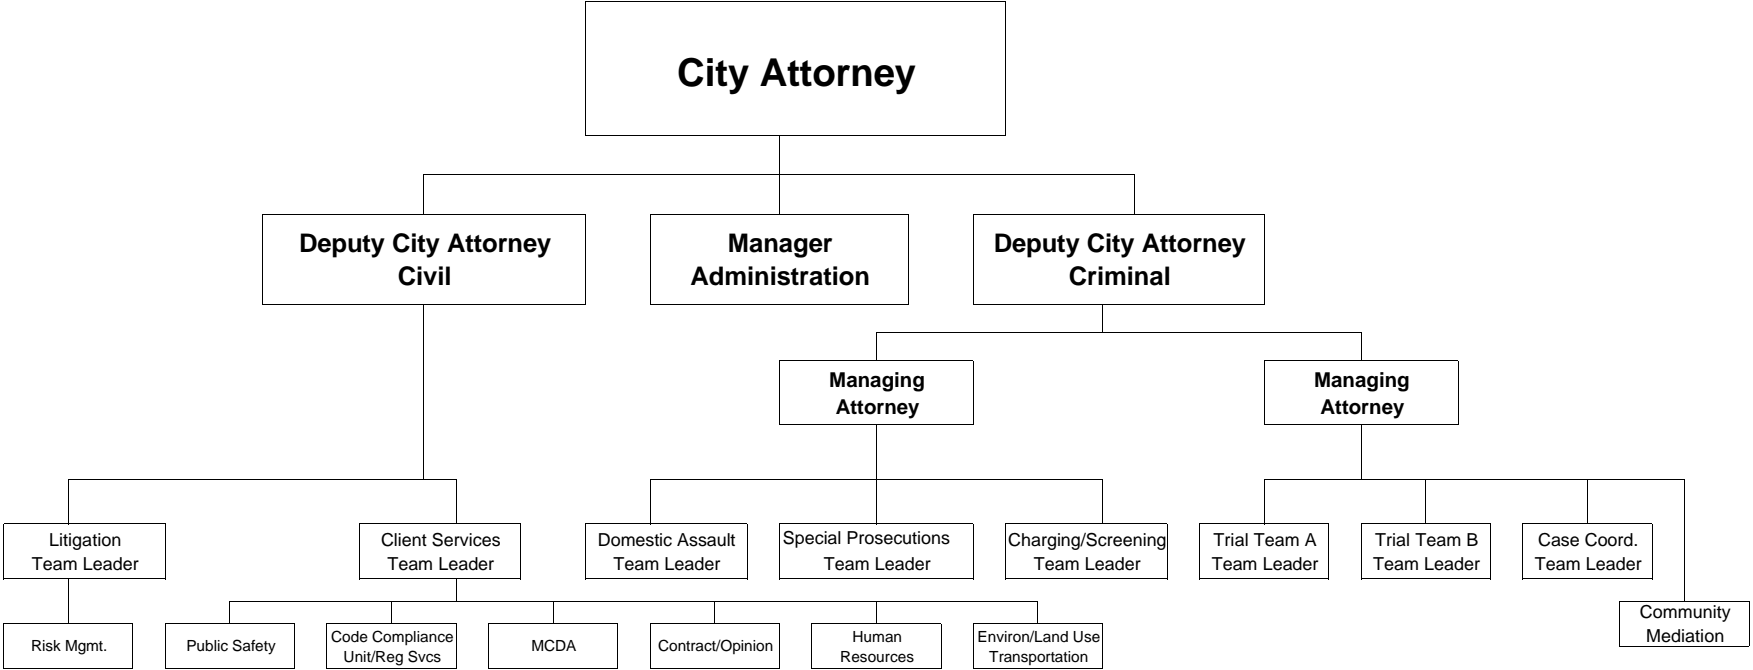 City Attorney
Deputy City Attorney
Civil
Manager
Administration
Deputy City Attorney
Criminal
Managing
Attorney
Managing
Attorney
Litigation
Team Leader
Client Services
Team Leader
Domestic Assault
Team Leader
Special Prosecutions
Team Leader
Charging/Screening
Team Leader
Trial Team A
Team Leader
Trial Team B
Team Leader
Case Coord.
Team Leader
Community
Mediation
Risk Mgmt.
Public Safety
Code Compliance
Unit/Reg Svcs
MCDA
Contract/Opinion
Human
Resources
Environ/Land Use
Transportation